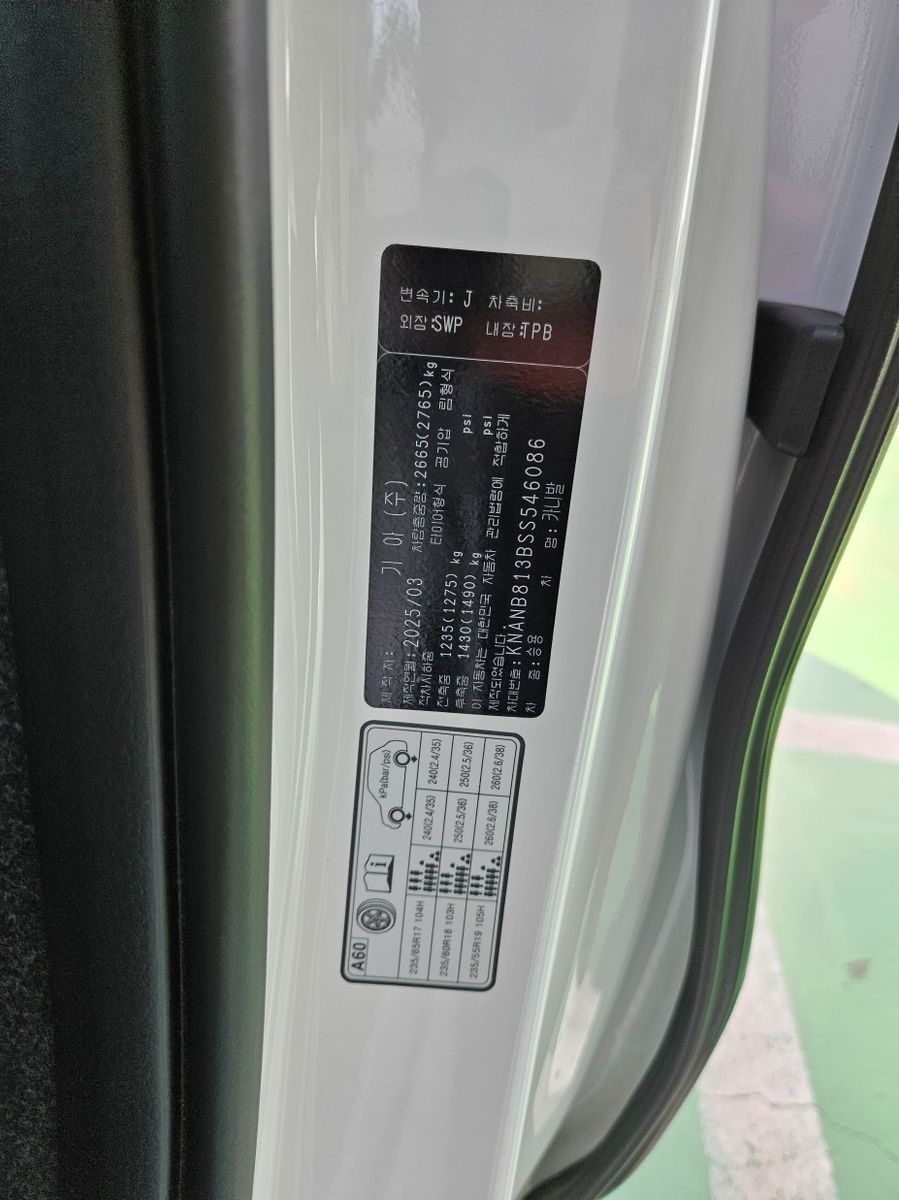 변속기: J 차축비:
외장:SWP 내장:TPB
제 작 자: 기 아 (주)
제작연월:2025/03 차량총중량:2665(2765)kg
적차시하중 타이어형식 공기압 림형식
전축중 1235(1275) kg psi
후축중 1430(1490) kg psi
이 자동차는 대한민국 자동차 관리법령에 적합하게
제작되었습니다
차대번호:KNANB813BSS546086
차 종:승용 차 명:카니발
A60
kPa(bar/psi)
235/65R17 104H 240(2.4/35) 240(2.4/35)
235/60R18 103H 250(2.5/36) 250(2.5/36)
235/55R19 105H 260(2.6/38) 260(2.6/38)